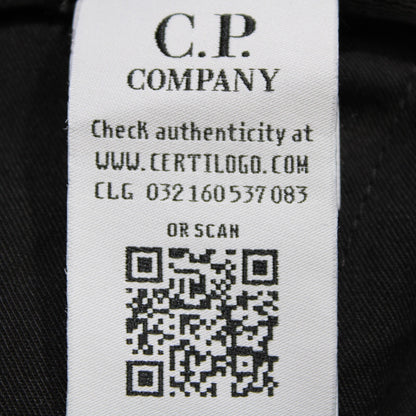 C.P.
COMPANY
Check authenticity at
WWW.CERTILOGO.COM
CLG 032160537083
OR SCAN